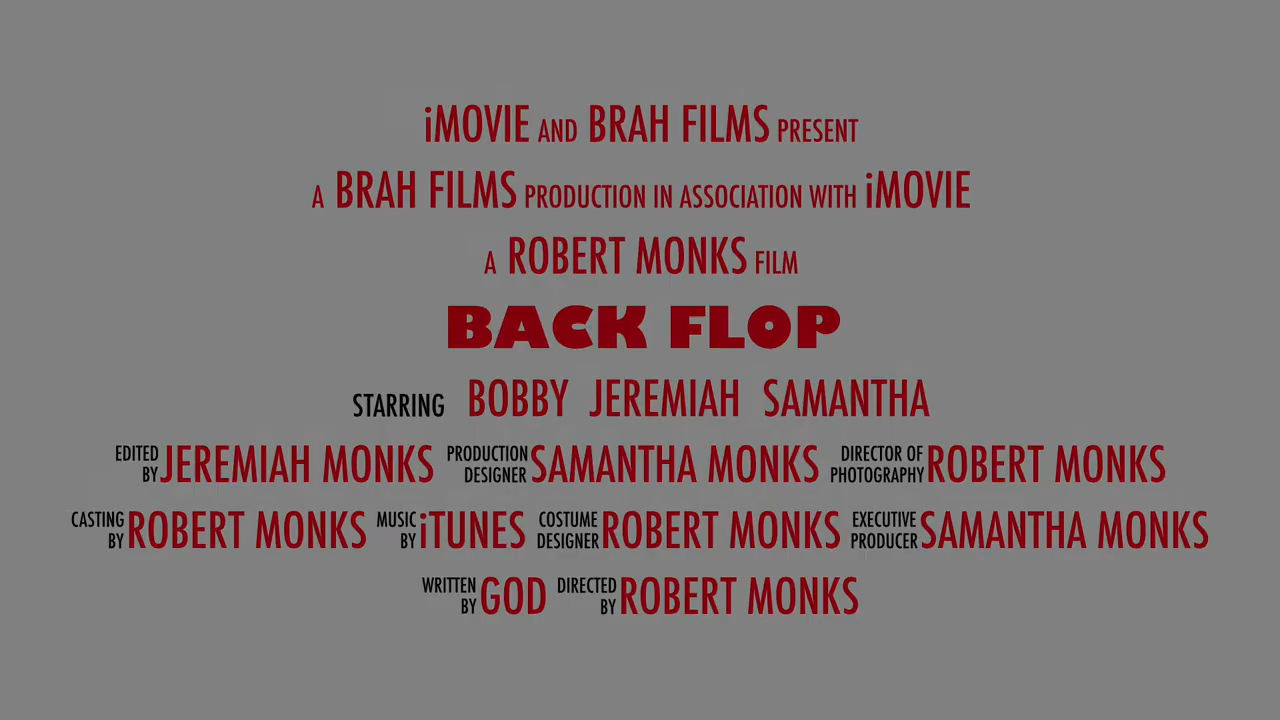 iMOVIE AND BRAH FILMS PRESENT
A BRAH FILMS PRODUCTION IN ASSOCIATION WITH iMOVIE
A ROBERT MONKS FILM
BACK FLOP
STARRING BOBBY JEREMIAH SAMANTHA
EDITED BY JEREMIAH MONKS PRODUCTION DESIGNER SAMANTHA MONKS DIRECTOR OF PHOTOGRAPHY ROBERT MONKS
CASTING BY ROBERT MONKS MUSIC BY iTUNES COSTUME DESIGNER ROBERT MONKS EXECUTIVE PRODUCER SAMANTHA MONKS
WRITTEN BY GOD DIRECTED BY ROBERT MONKS